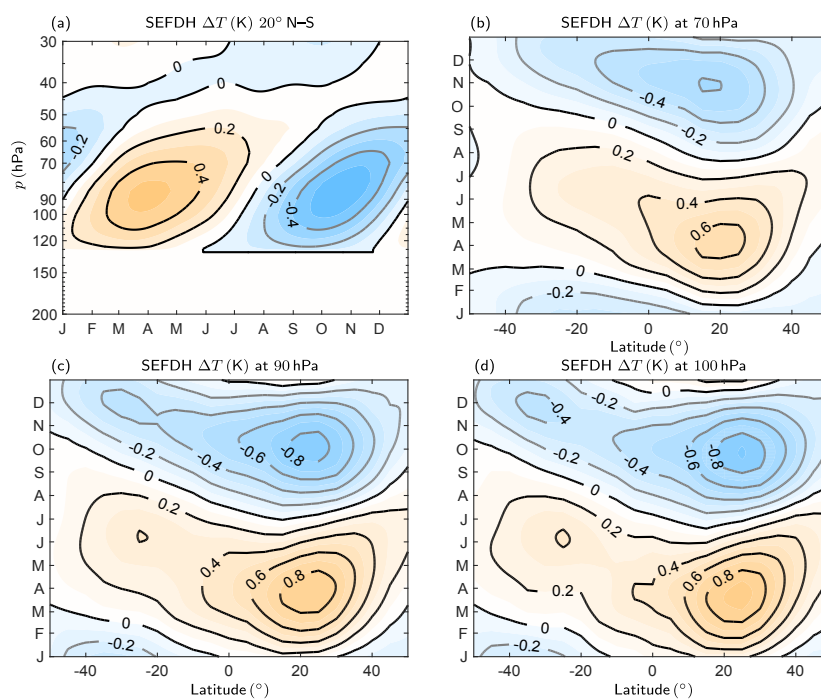 (a) SEFDH ΔT (K) 20° N–S
30
40
50
60
70
90
100
120
150
200
p (hPa)
J F M A M J J A S O N D
0
0
-0.2
0.2
0.4
0
-0.2
-0.4
(b) SEFDH ΔT (K) at 70 hPa
D
N
O
S
A
J
J
M
A
M
F
J
-40 -20 0 20 40
Latitude (°)
-0.4
-0.2
0
0.2
0.4
0.6
0
-0.2
(c) SEFDH ΔT (K) at 90 hPa
D
N
O
S
A
J
J
M
A
M
F
J
-40 -20 0 20 40
Latitude (°)
-0.2
-0.4
-0.6
-0.8
0
0.2
0.4
0.6
0.8
0
-0.2
(d) SEFDH ΔT (K) at 100 hPa
D
N
O
S
A
J
J
M
A
M
F
J
-40 -20 0 20 40
Latitude (°)
0
-0.2
-0.4
-0.2
-0.4
-0.6
-0.8
0
0.2
0.4
0.6
0.8
0.2
0
-0.2